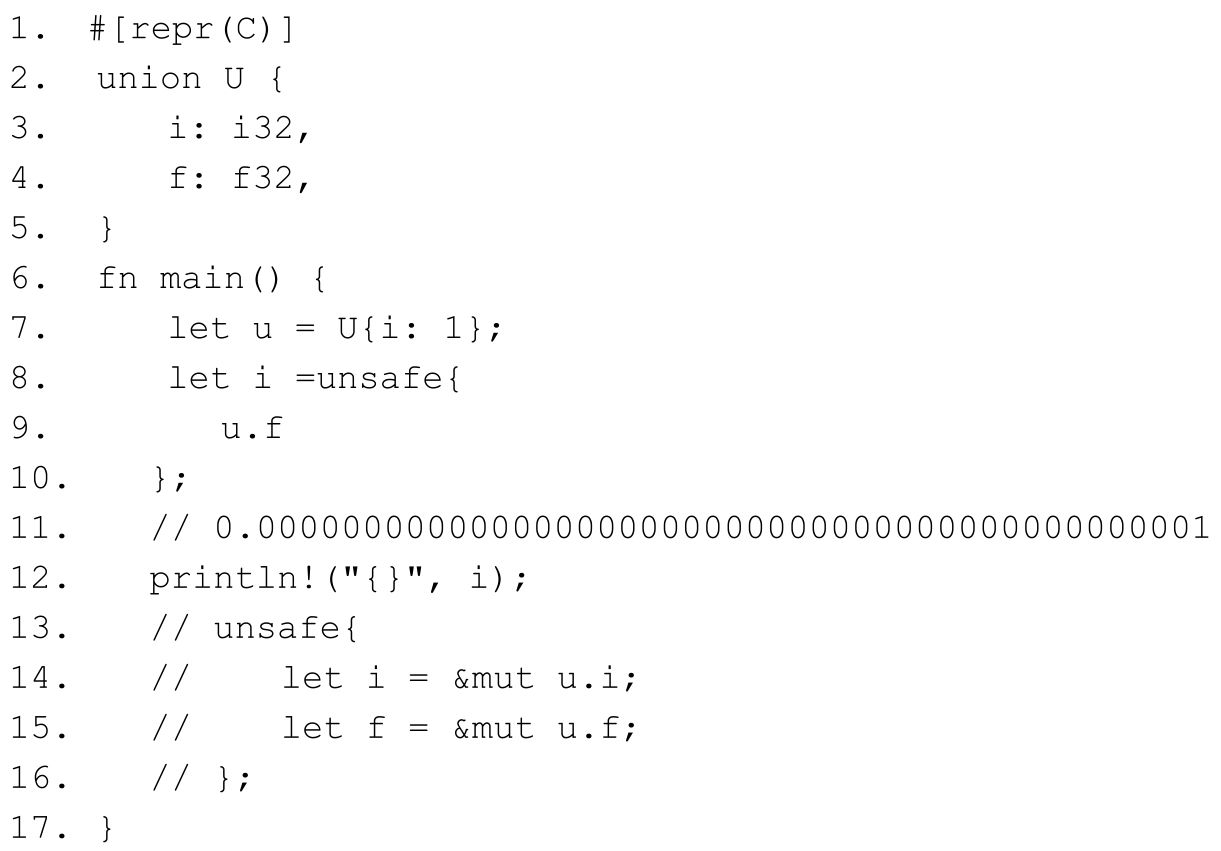 1. #[repr(C)]
2. union U {
3. i: i32,
4. f: f32,
5. }
6. fn main() {
7. let u = U{i: 1};
8. let i =unsafe{
9. u.f
10. };
11. // 0.000000000000000000000000000000000000000000001
12. println!("{}", i);
13. // unsafe{
14. // let i = &mut u.i;
15. // let f = &mut u.f;
16. // };
17. }